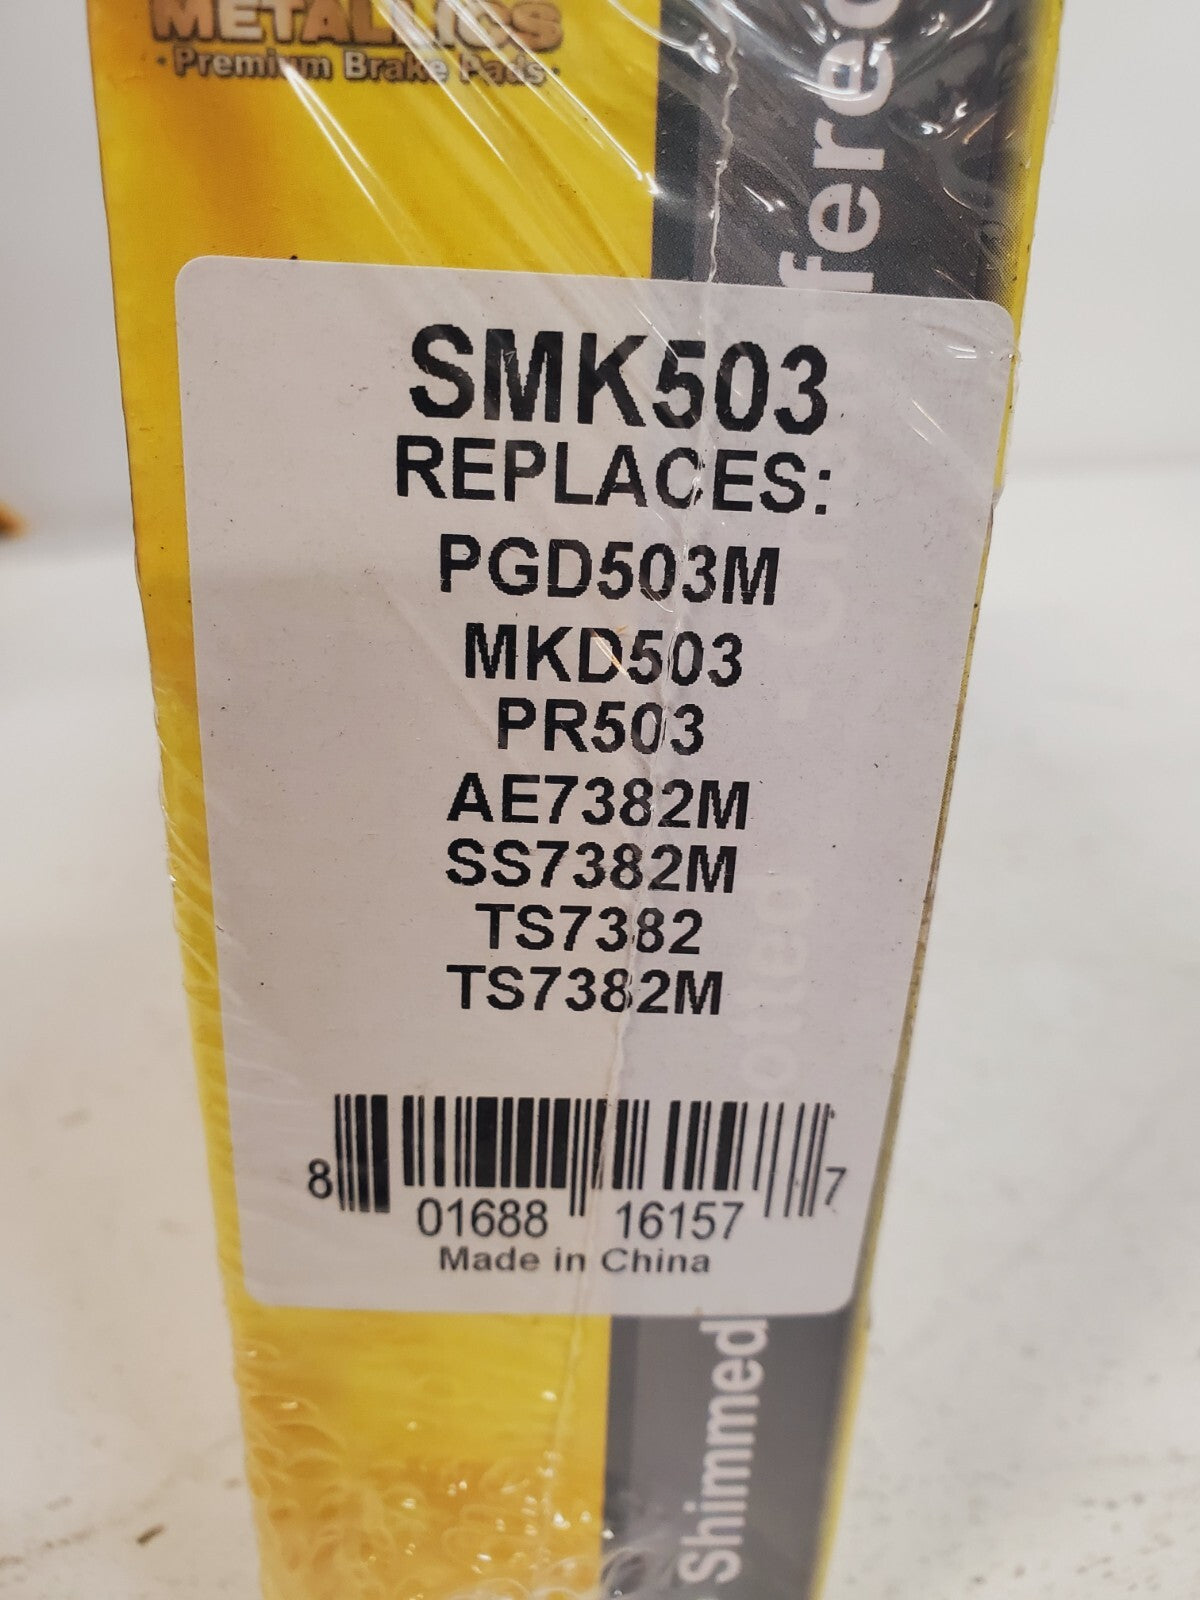 METALLICS
·Premium Brake Pads·
SMK503
REPLACES:
PGD503M
MKD503
PR503
AE7382M
SS7382M
TS7382
TS7382M
8 01688 16157 7
Made in China
Shimmed